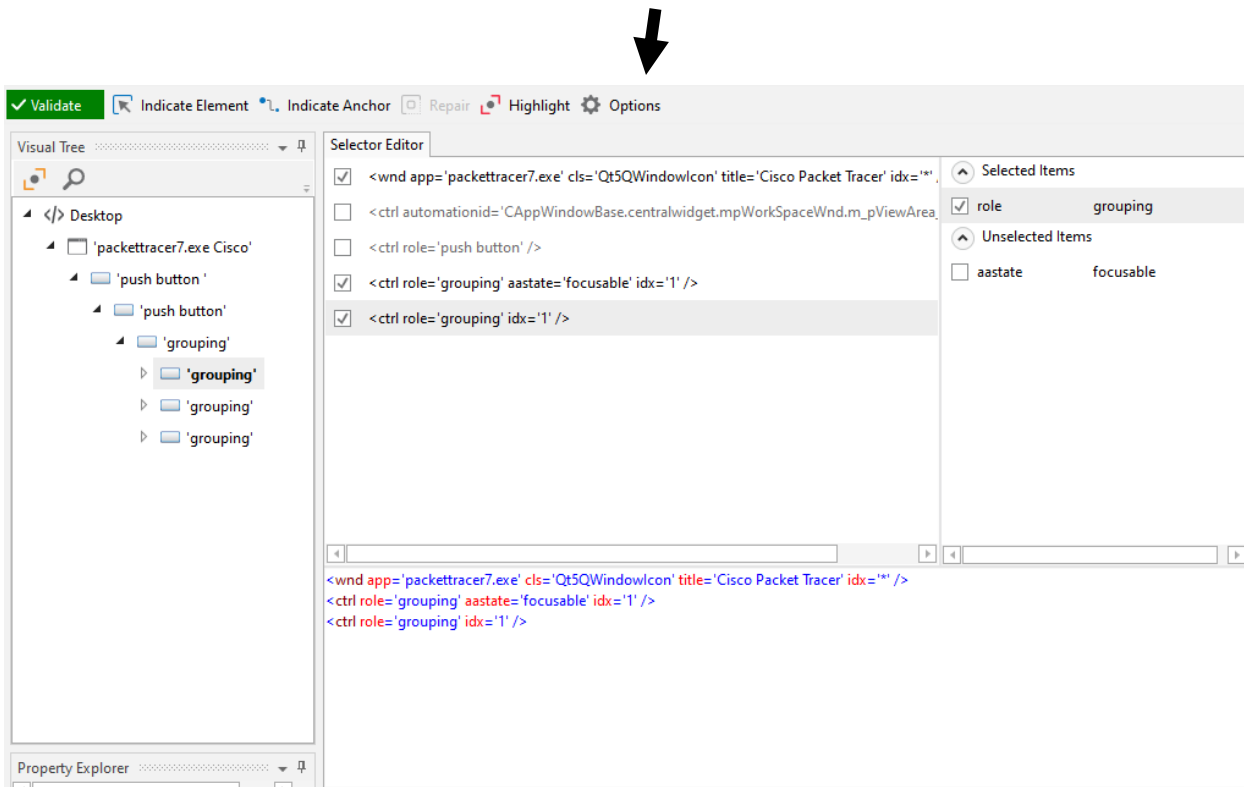 Validate Indicate Element Indicate Anchor Repair Highlight Options
Visual Tree
Desktop
'packettracer7.exe Cisco'
'push button '
'push button'
'grouping'
'grouping'
'grouping'
'grouping'
Property Explorer
Selector Editor
<wnd app='packettracer7.exe' cls='Qt5QWindowIcon' title='Cisco Packet Tracer' idx='*'
<ctrl automationid='CAppWindowBase.centralwidget.mpWorkSpaceWnd.m_pViewArea_
<ctrl role='push button' />
<ctrl role='grouping' aastate='focusable' idx='1' />
<ctrl role='grouping' idx='1' />
Selected Items
role grouping
Unselected Items
aastate focusable
<wnd app='packettracer7.exe' cls='Qt5QWindowIcon' title='Cisco Packet Tracer' idx='*' />
<ctrl role='grouping' aastate='focusable' idx='1' />
<ctrl role='grouping' idx='1' />